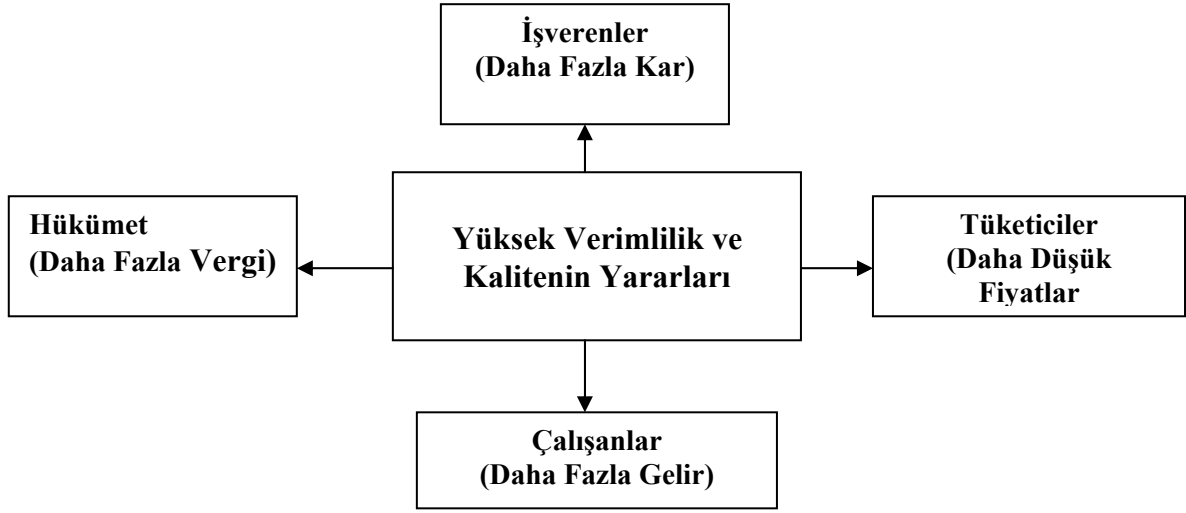 İşverenler
(Daha Fazla Kar)
Hükümet
(Daha Fazla Vergi)
Yüksek Verimlilik ve
Kalitenin Yararları
Tüketiciler
(Daha Düşük
Fiyatlar
Çalışanlar
(Daha Fazla Gelir)